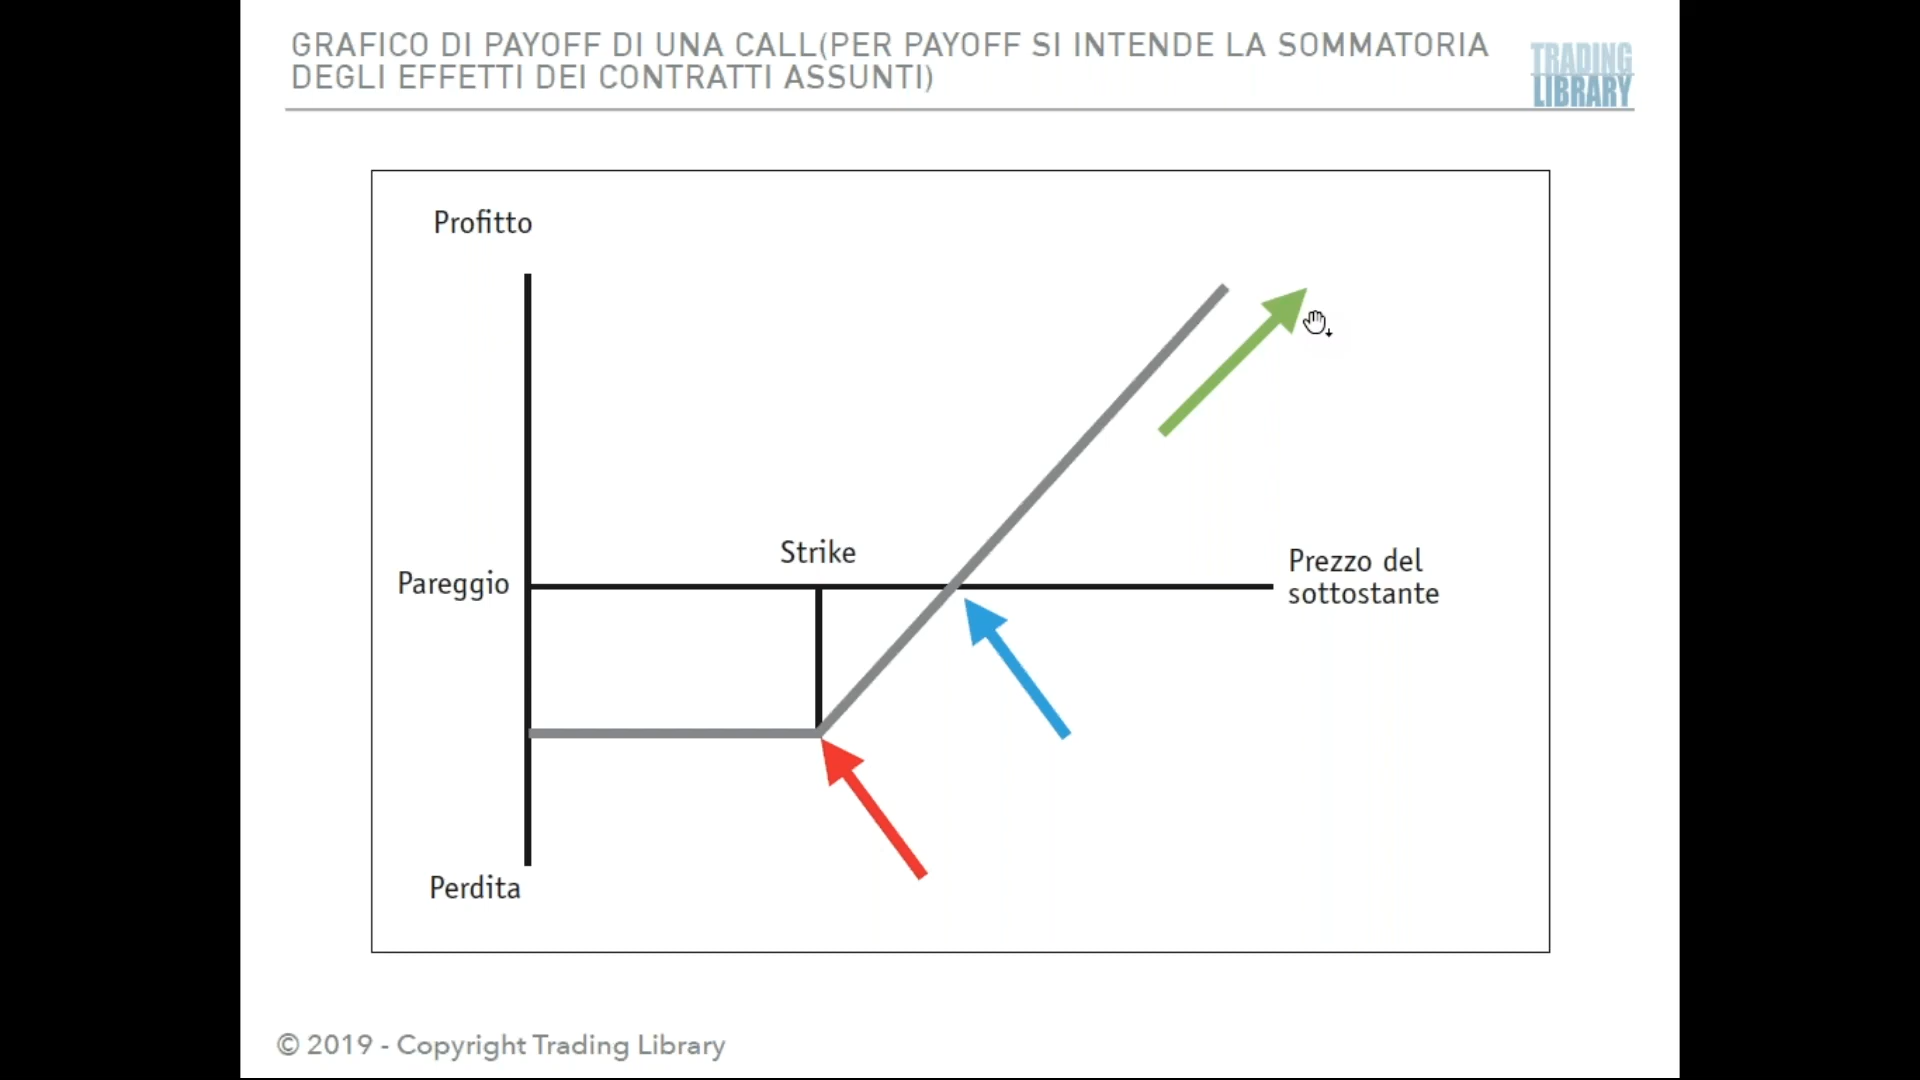 GRAFICO DI PAYOFF DI UNA CALL(PER PAYOFF SI INTENDE LA SOMMATORIA
DEGLI EFFETTI DEI CONTRATTI ASSUNTI)
TRADING
LIBRARY
Profitto
Strike
Pareggio
Prezzo del
sottostante
Perdita
© 2019 - Copyright Trading Library